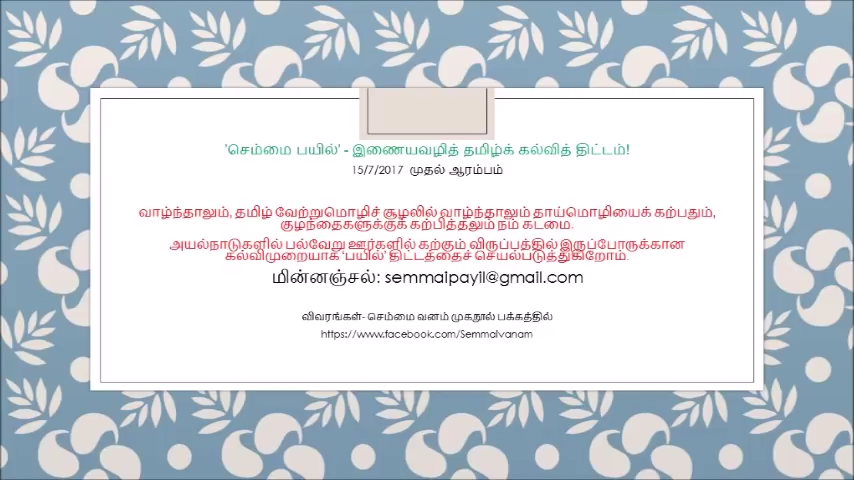 'செம்மை பயில்' - இணையவழித் தமிழ்க் கல்வித் திட்டம்!
15/7/2017 முதல் ஆரம்பம்
வாழ்ந்தாலும், தமிழ் வேற்றுமொழிச் சூழலில் வாழ்ந்தாலும் தாய்மொழியைக் கற்பதும்,
குழந்தைகளுக்குக் கற்பித்தலும் நம் கடமை.
அயல்நாடுகளில் பல்வேறு ஊர்களில் கற்கும் விருப்பத்தில் இருப்போருக்கான
கல்விமுறையாக 'பயில்' திட்டத்தைச் செயல்படுத்துகிறோம்.
மின்னஞ்சல்: semmaipayil@gmail.com
விவரங்கள்- செம்மை வனம் முகநூல் பக்கத்தில்
https://www.facebook.com/Semmaivanam